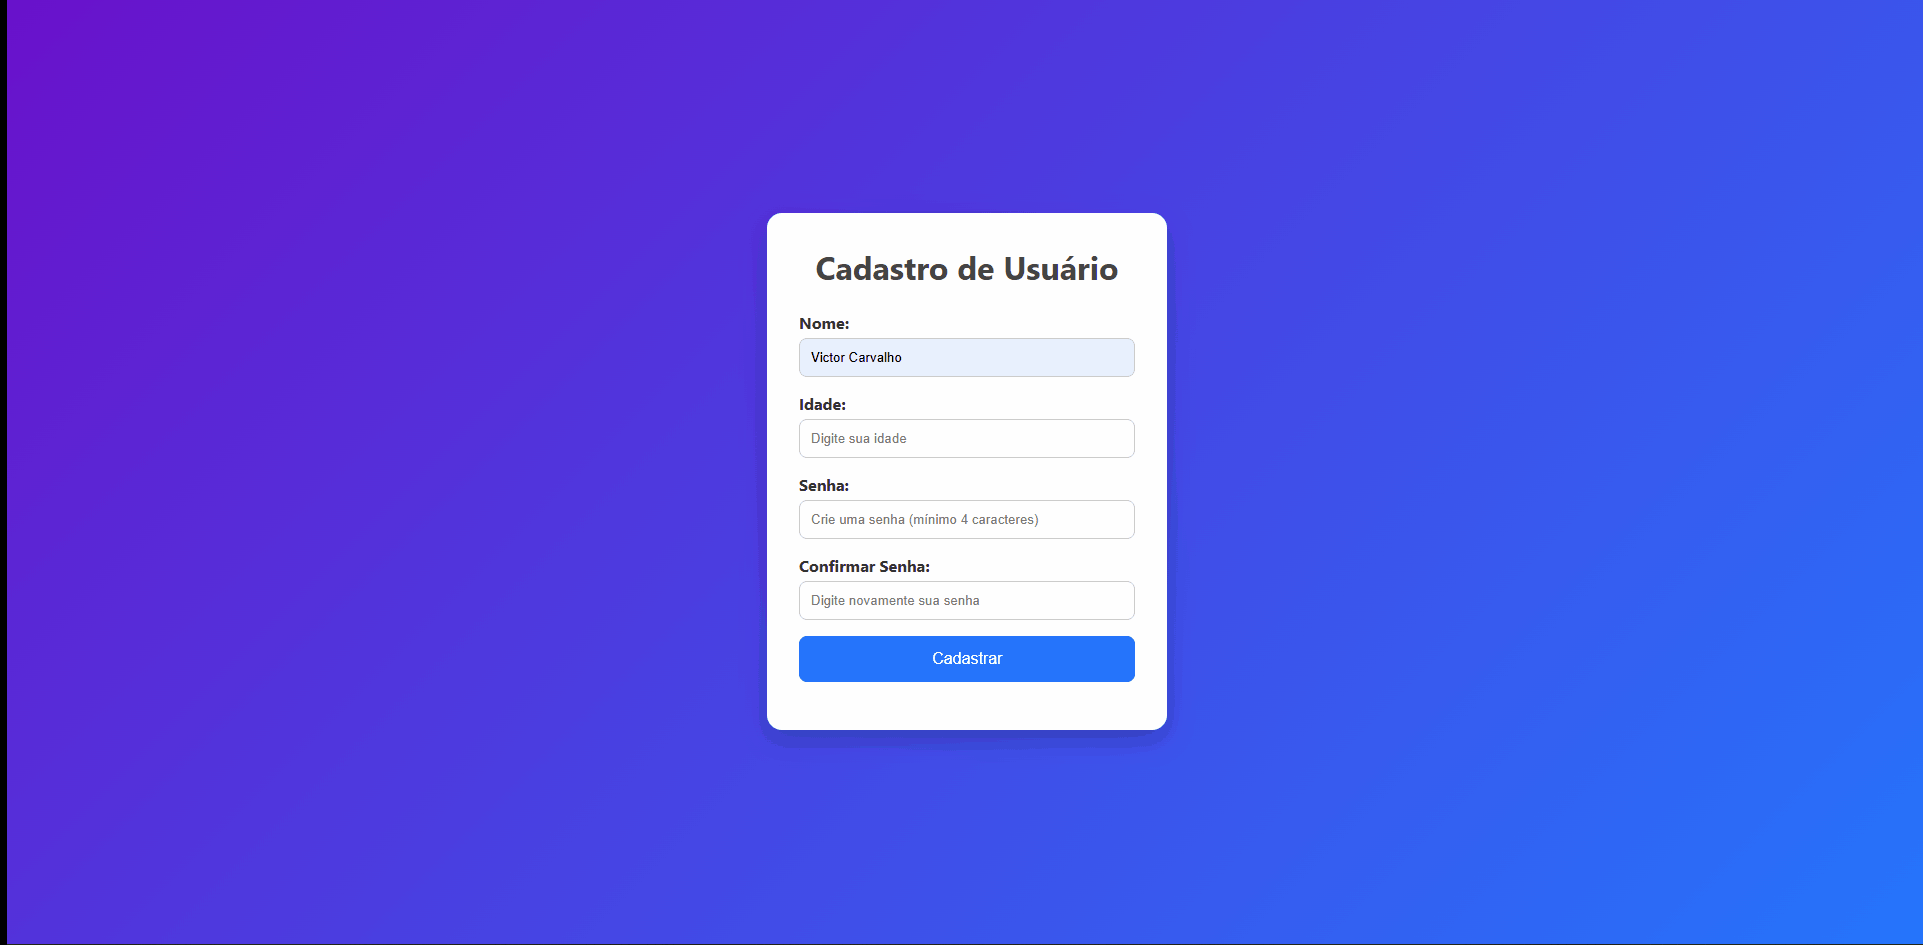 Cadastro de Usuário
Nome:
Victor Carvalho
Idade:
Digite sua idade
Senha:
Crie uma senha (mínimo 4 caracteres)
Confirmar Senha:
Digite novamente sua senha
Cadastrar